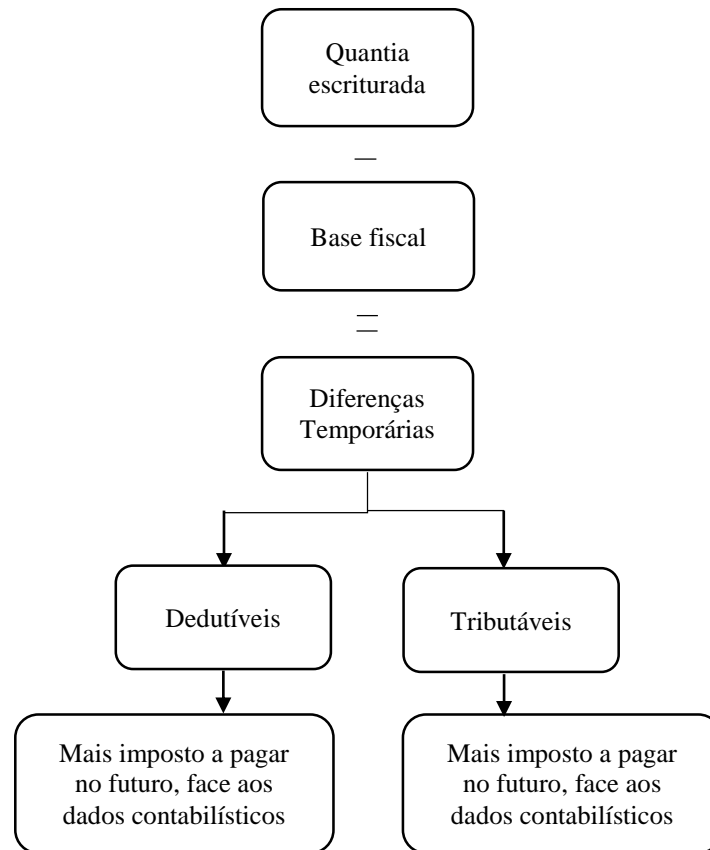 Quantia
escriturada
—
Base fiscal
=
Diferenças
Temporárias
Dedutíveis
Tributáveis
Mais imposto a pagar
no futuro, face aos
dados contabilísticos
Mais imposto a pagar
no futuro, face aos
dados contabilísticos